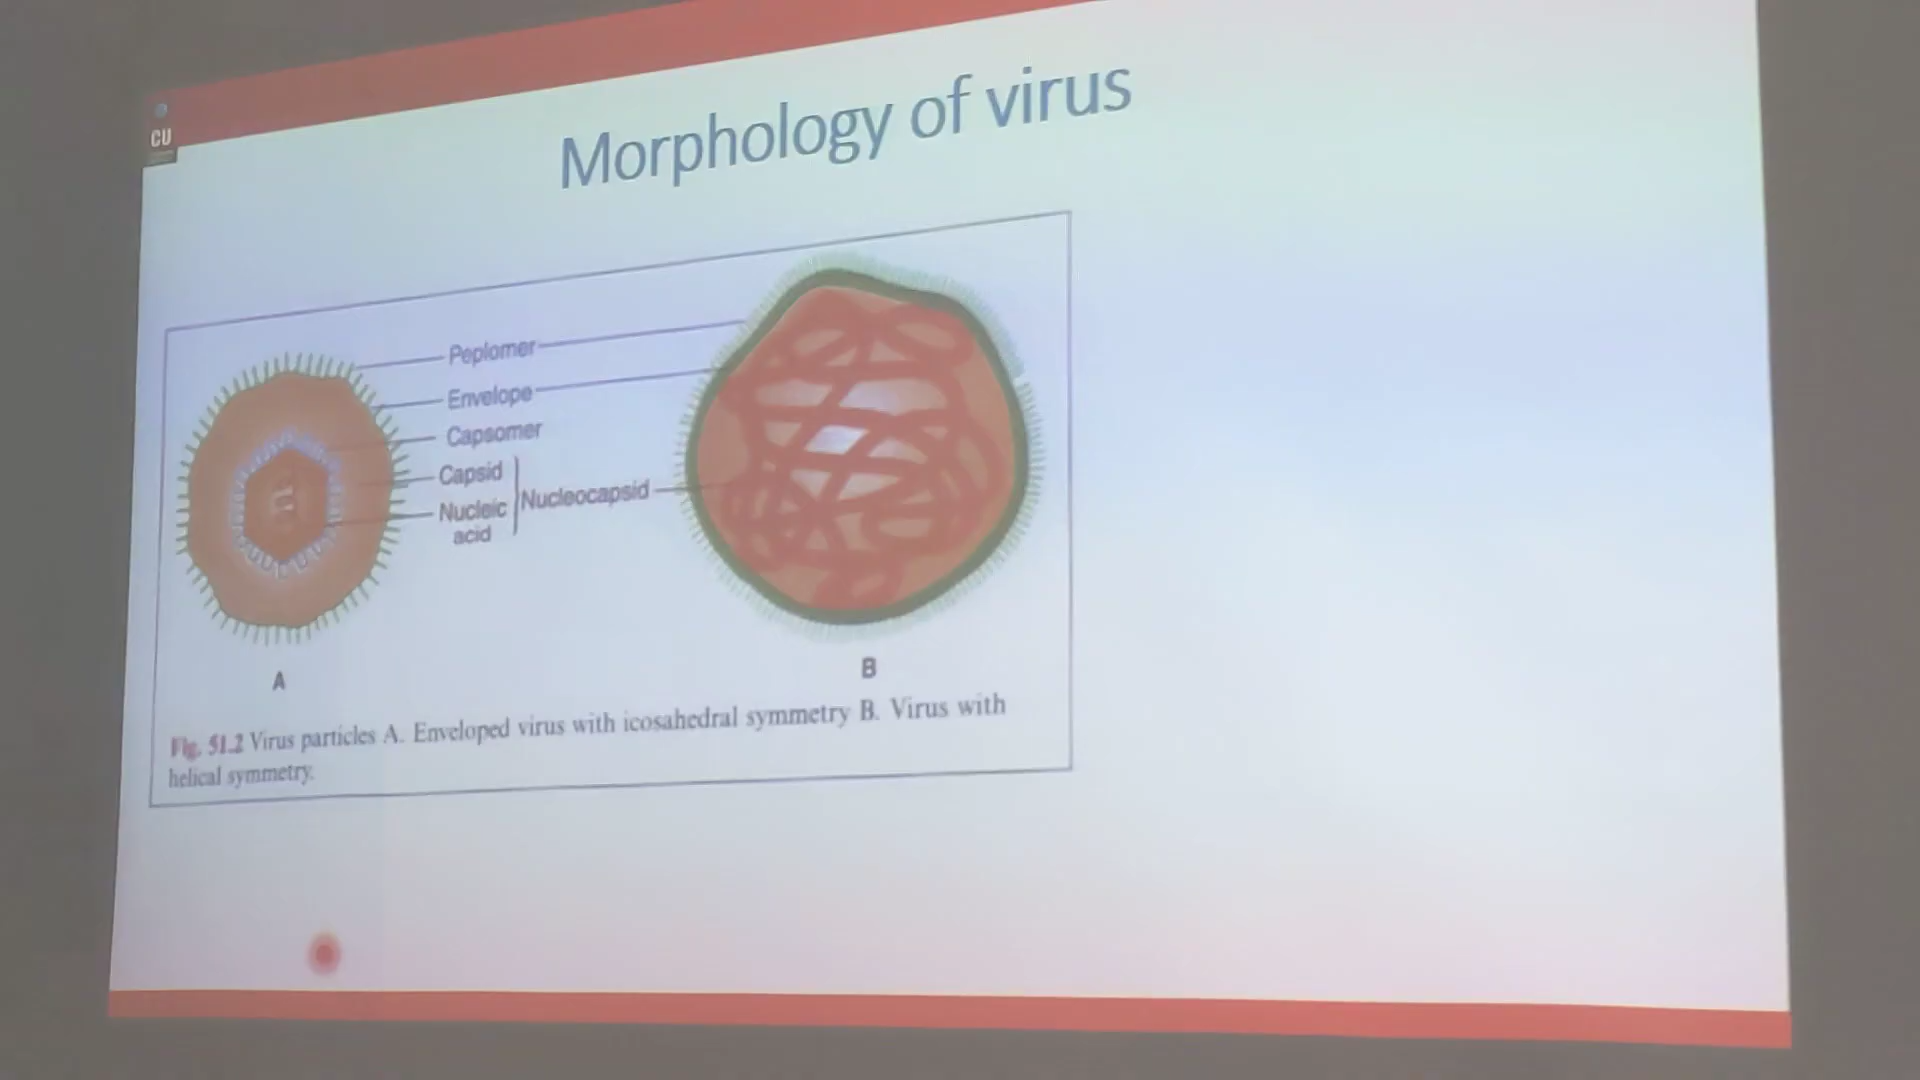 CU
Morphology of virus
Peplomer
Envelope
Capsomer
Capsid
Nucleic
acid
Nucleocapsid
A
B
Fig. 51.2 Virus particles A. Enveloped virus with icosahedral symmetry B. Virus with
helical symmetry.